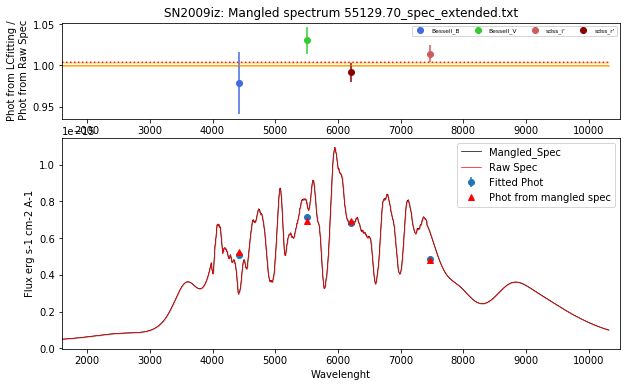 SN2009iz: Mangled spectrum 55129.70_spec_extended.txt
Phot from LCfitting /
Phot from Raw Spec
1.05
1.00
0.95
Bessell_B
Bessell_V
sdss_i'
sdss_r'
2000 3000 4000 5000 6000 7000 8000 9000 10000
1e−15
Flux erg s-1 cm-2 A-1
1.0
0.8
0.6
0.4
0.2
0.0
Mangled_Spec
Raw Spec
Fitted Phot
Phot from mangled spec
2000 3000 4000 5000 6000 7000 8000 9000 10000
Wavelenght